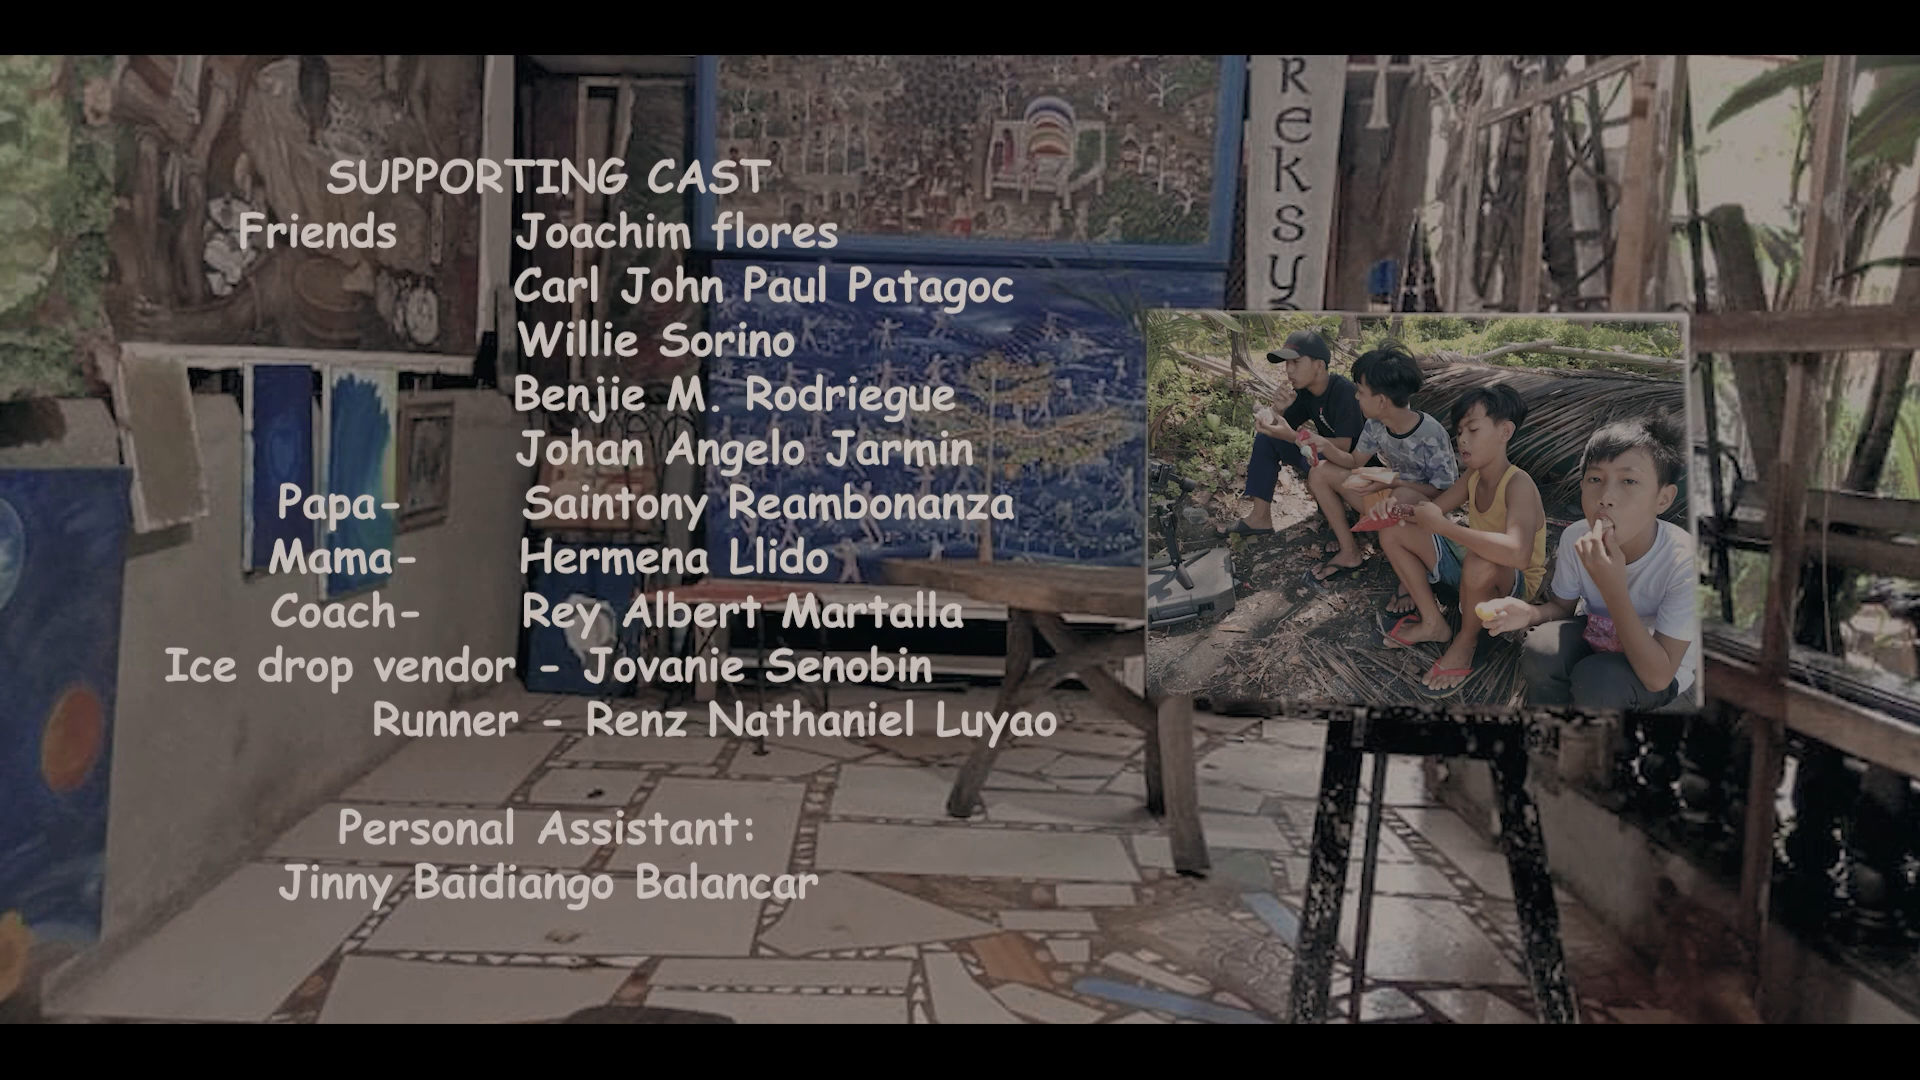 SUPPORTING CAST
Friends Joachim flores
Carl John Paul Patagoc
Willie Sorino
Benjie M. Rodriegue
Johan Angelo Jarmin
Papa- Saintony Reambonanza
Mama- Hermena Llido
Coach- Rey Albert Martalla
Ice drop vendor - Jovanie Senobin
Runner - Renz Nathaniel Luyao
Personal Assistant:
Jinny Baidiango Balancar